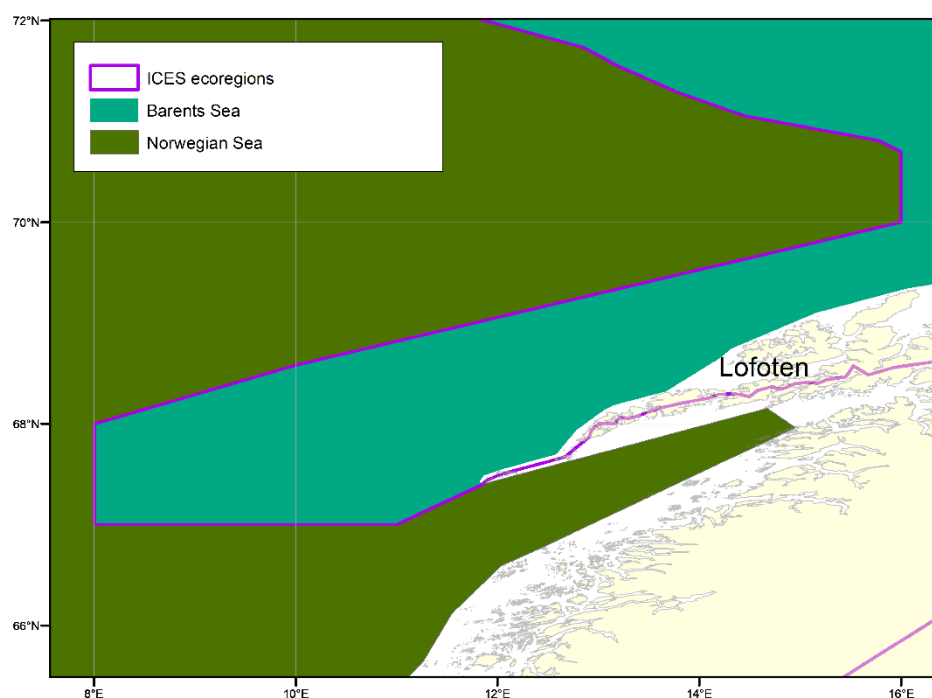 72°N
ICES ecoregions
Barents Sea
Norwegian Sea
70°N
Lofoten
68°N
66°N
8°E
10°E
12°E
14°E
16°E